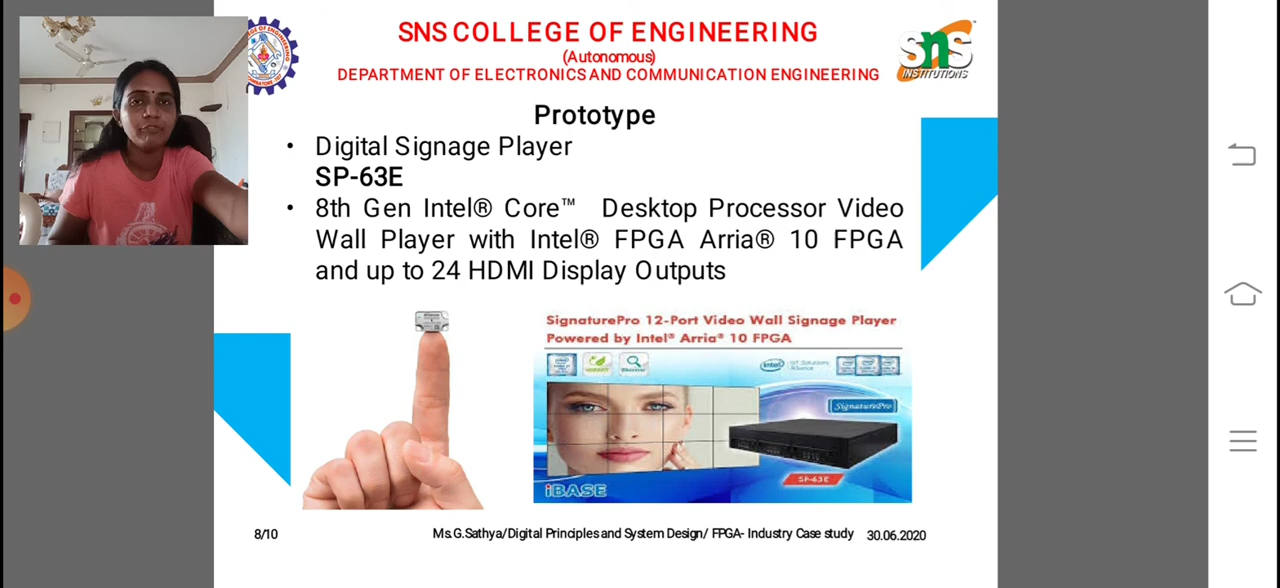 SNS COLLEGE OF ENGINEERING
(Autonomous)
DEPARTMENT OF ELECTRONICS AND COMMUNICATION ENGINEERING
SNS
INSTITUTIONS
Prototype
• Digital Signage Player
SP-63E
• 8th Gen Intel® Core™ Desktop Processor Video
Wall Player with Intel® FPGA Arria® 10 FPGA
and up to 24 HDMI Display Outputs
SignaturePro 12-Port Video Wall Signage Player
Powered by Intel® Arria® 10 FPGA
intel IoT Solutions
Alliance
SignaturePro
SP-63E
iBASE
8/10
Ms.G.Sathya/Digital Principles and System Design/ FPGA- Industry Case study
30.06.2020